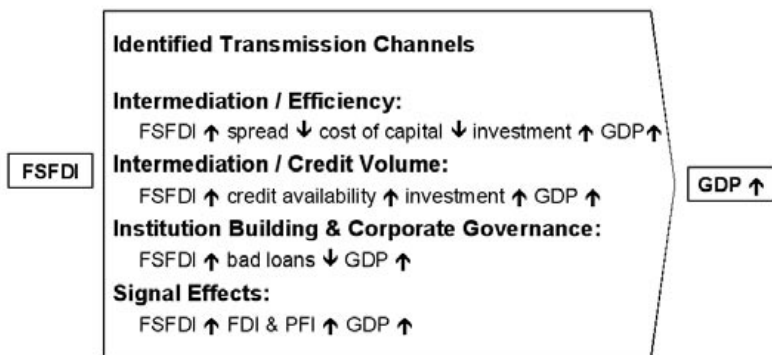 Identified Transmission Channels
Intermediation / Efficiency:
FSFDI ↑ spread ↓ cost of capital ↓ investment ↑ GDP↑
Intermediation / Credit Volume:
FSFDI
FSFDI ↑ credit availability ↑ investment ↑ GDP ↑
GDP ↑
Institution Building & Corporate Governance:
FSFDI ↑ bad loans ↓ GDP ↑
Signal Effects:
FSFDI ↑ FDI & PFI ↑ GDP ↑